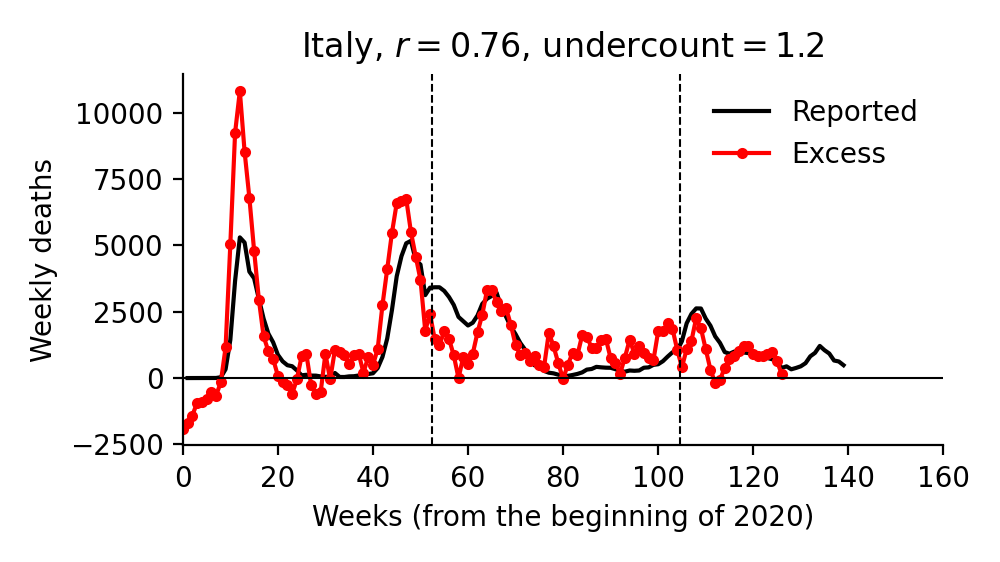 Italy, r = 0.76, undercount = 1.2
Weekly deaths
10000
7500
5000
2500
0
−2500
Reported
Excess
0 20 40 60 80 100 120 140 160
Weeks (from the beginning of 2020)